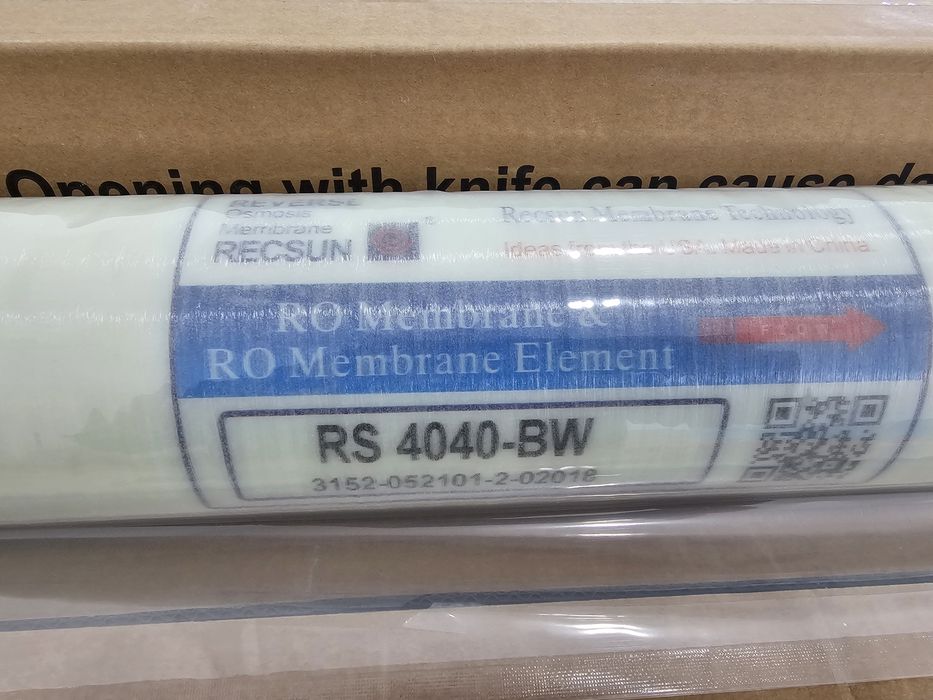 Opening with knife can cause da
REVERSE
Osmosis
Membrane
RECSUN ®
Recsun Membrane Technology
Ideas from the USA. Made in China
RO Membrane &
RO Membrane Element
FLOW
RS 4040-BW
3152-052101-2-02018